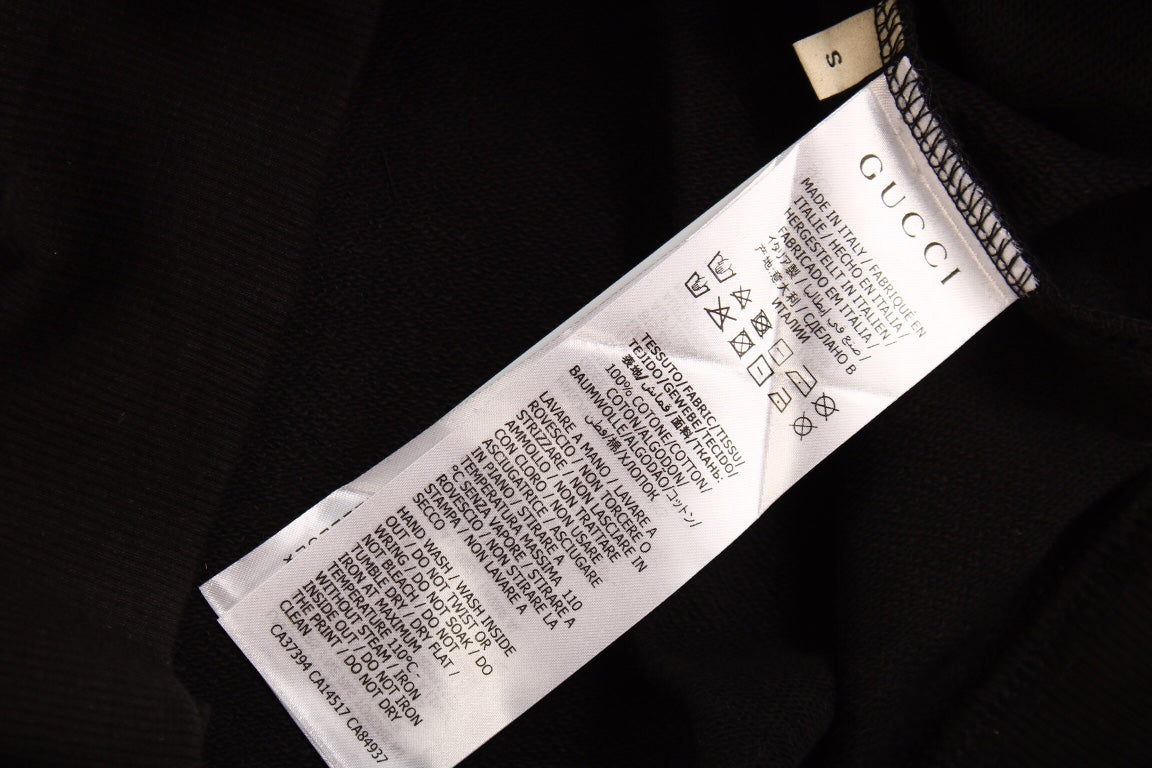 S
GUCCI
MADE IN ITALY / FABRIQUÉ EN
ITALIE / HECHO EN ITALIA /
HERGESTELLT IN ITALIEN /
FABRICADO EM ITALIA /
イタリア製 / صنع في إيطاليا /
产地:意大利 / СДЕЛАНО В
ИТАЛИИ
TESSUTO/FABRIC/TISSU/
TEJIDO/GEWEBE/TECIDO/
表地/قماش/面料/ТКАНЬ:
100% COTONE/COTTON/
COTON/ALGODON/
BAUMWOLLE/ALGODAO/コットン/
قطن/棉/ХЛОПОК
LAVARE A MANO / LAVARE A
ROVESCIO / NON TORCERE O
STRIZZARE / NON LASCIARE IN
AMMOLLO / NON TRATTARE
CON CLORO / NON USARE
ASCIUGATRICE / ASCIUGARE
IN PIANO / STIRARE A
TEMPERATURA MASSIMA 110
°C SENZA VAPORE / STIRARE A
ROVESCIO / NON STIRARE LA
STAMPA / NON LAVARE A
SECCO
HAND WASH / WASH INSIDE
OUT / DO NOT TWIST OR
WRING / DO NOT SOAK / DO
NOT BLEACH / DO NOT
TUMBLE DRY / DRY FLAT /
IRON AT MAXIMUM
TEMPERATURE 110°C -
WITHOUT STEAM / IRON
INSIDE OUT / DO NOT IRON
THE PRINT / DO NOT DRY
CLEAN
CA37394 CA14517 CA84937